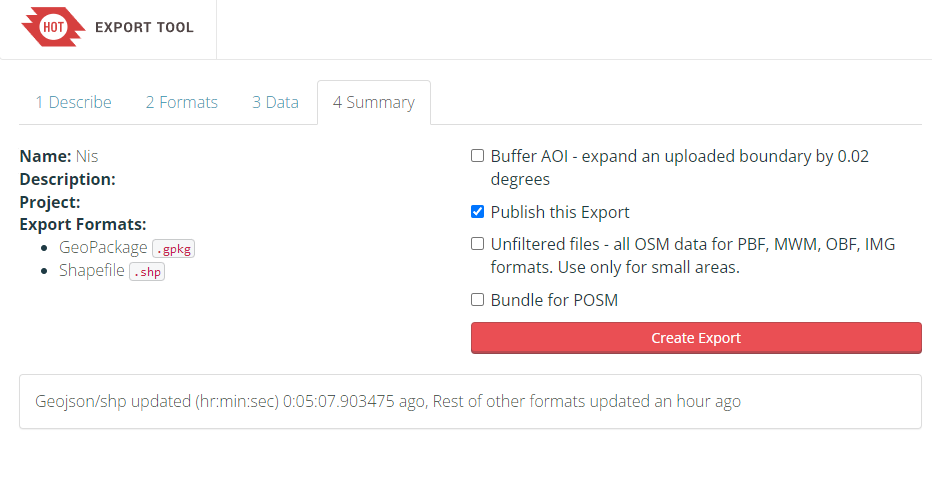 HOT EXPORT TOOL
1 Describe 2 Formats 3 Data 4 Summary
Name: Nis
Description:
Project:
Export Formats:
GeoPackage .gpkg
Shapefile .shp
Buffer AOI - expand an uploaded boundary by 0.02
degrees
Publish this Export
Unfiltered files - all OSM data for PBF, MWM, OBF, IMG
formats. Use only for small areas.
Bundle for POSM
Create Export
Geojson/shp updated (hr:min:sec) 0:05:07.903475 ago, Rest of other formats updated an hour ago